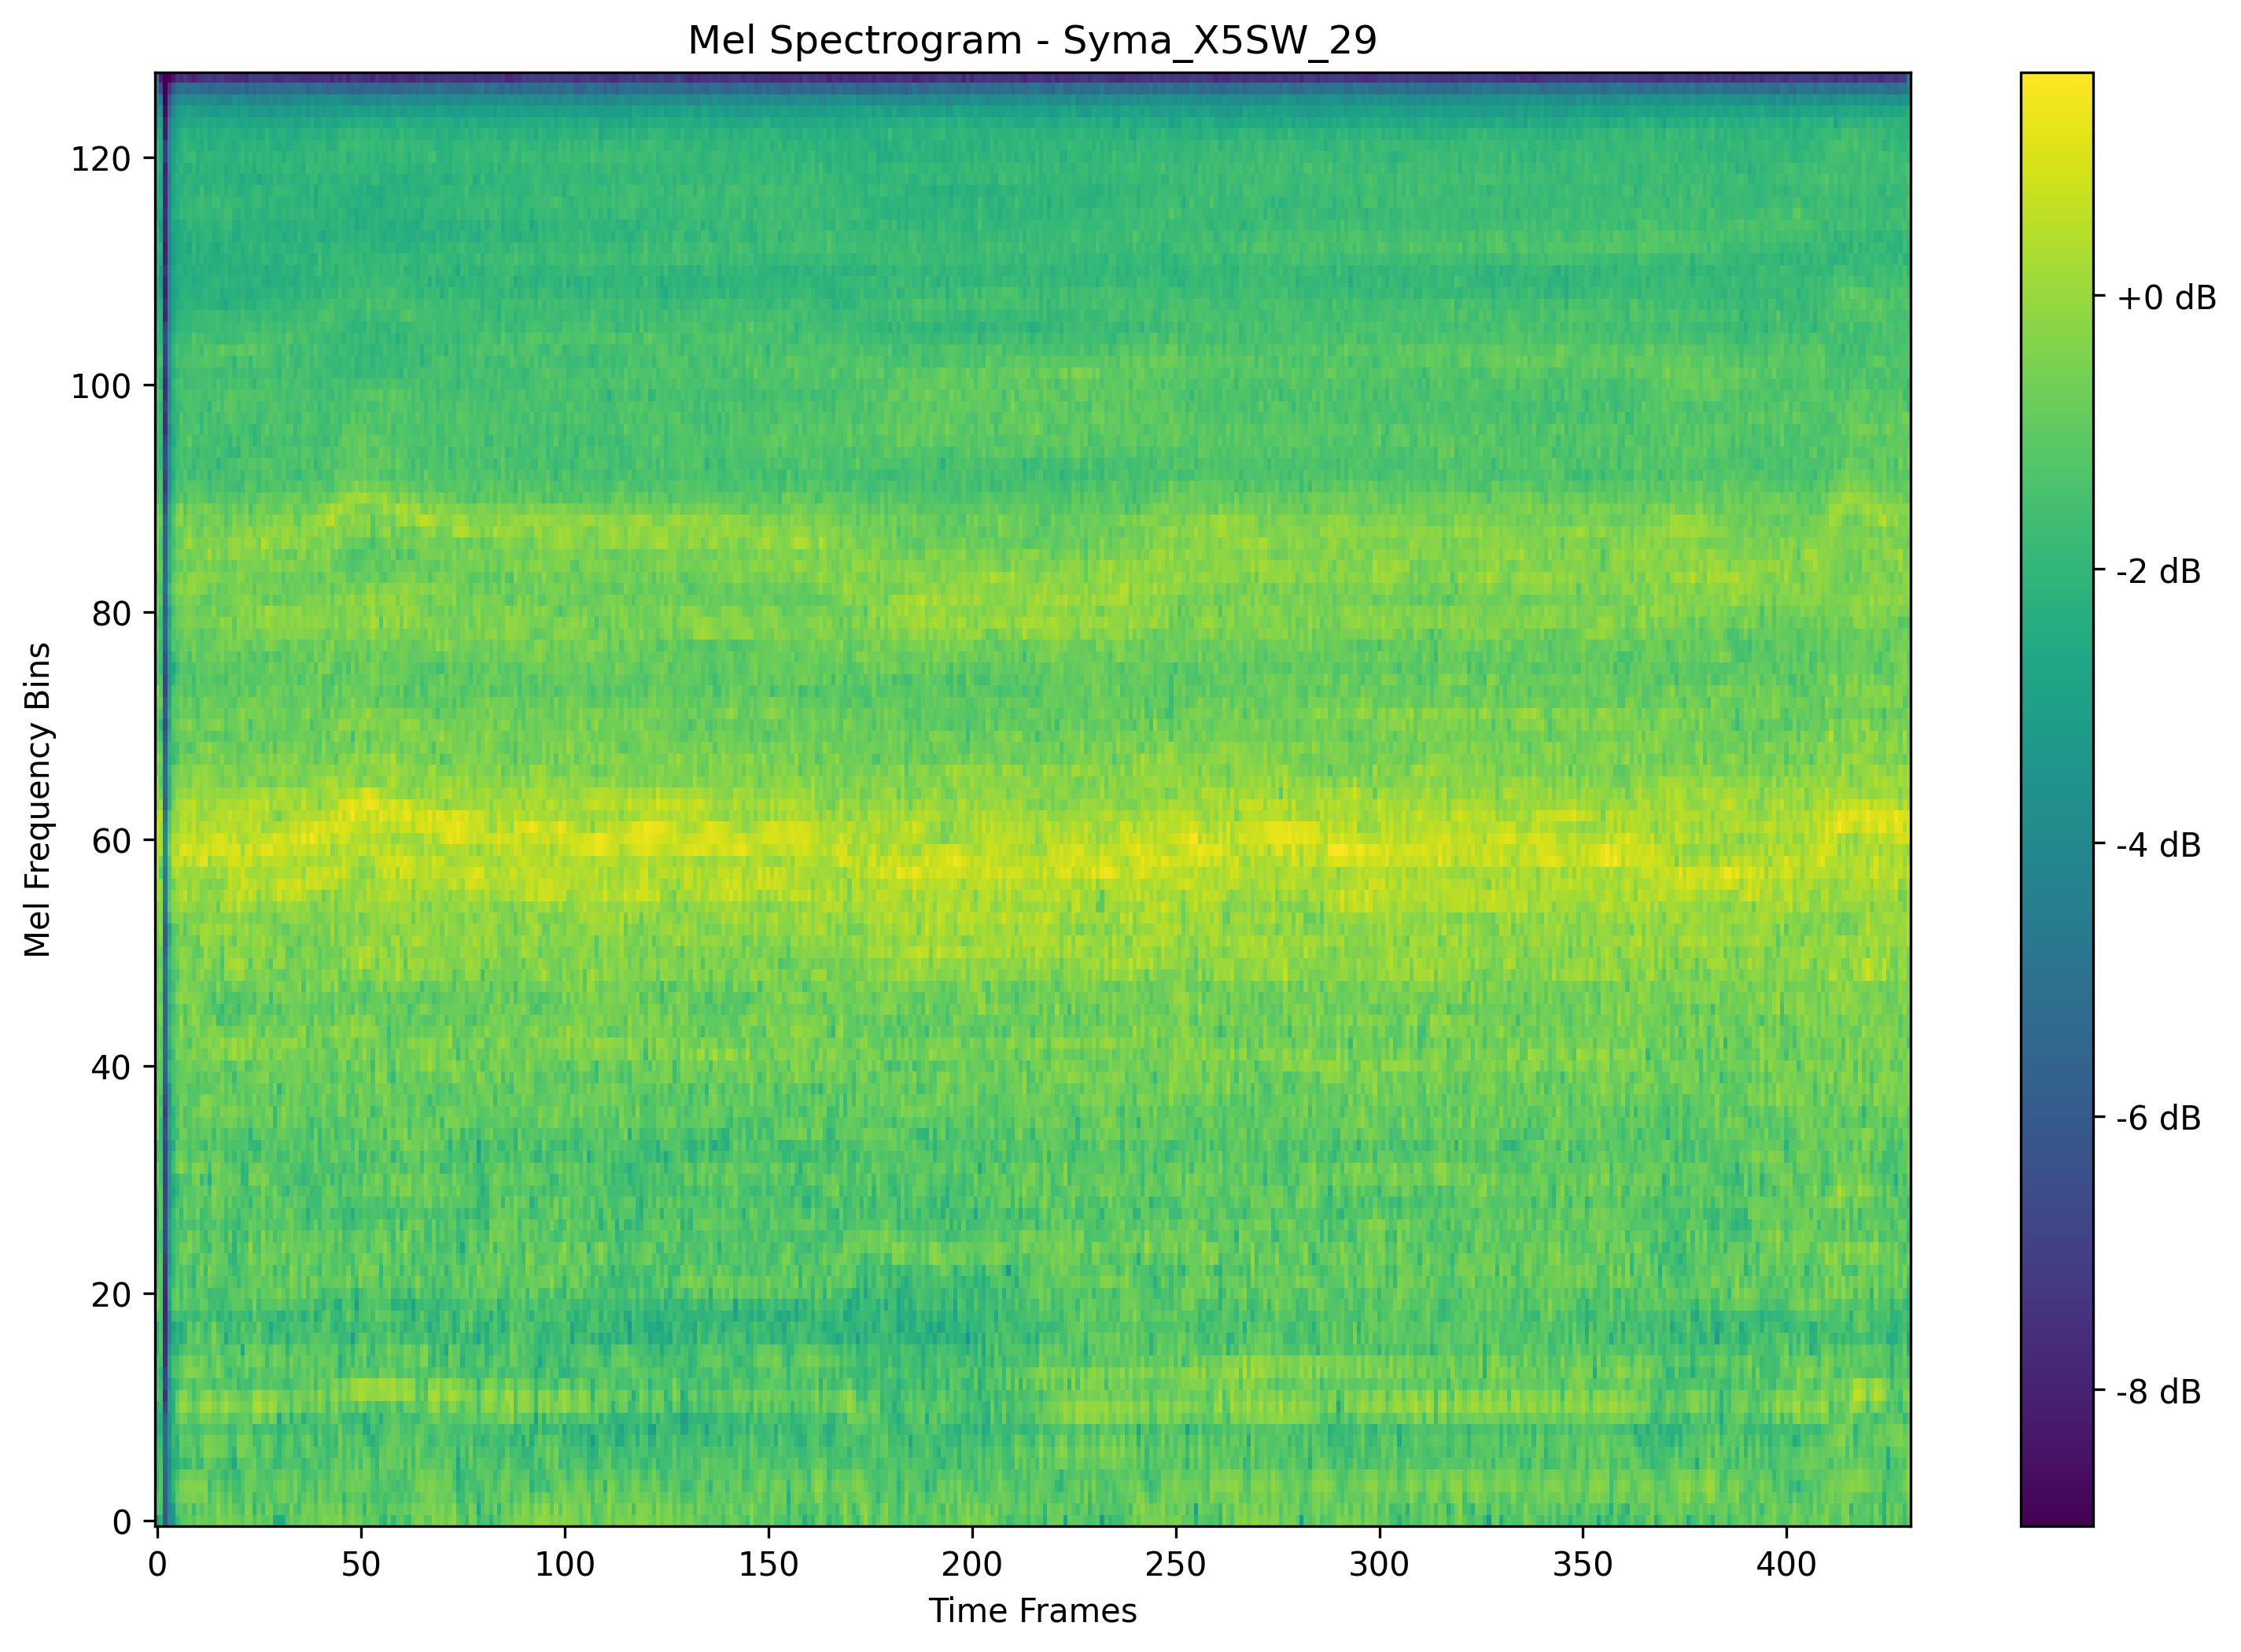 Mel Spectrogram - Syma_X5SW_29
Mel Frequency Bins
120
100
80
60
40
20
0
0 50 100 150 200 250 300 350 400
Time Frames
+0 dB
-2 dB
-4 dB
-6 dB
-8 dB